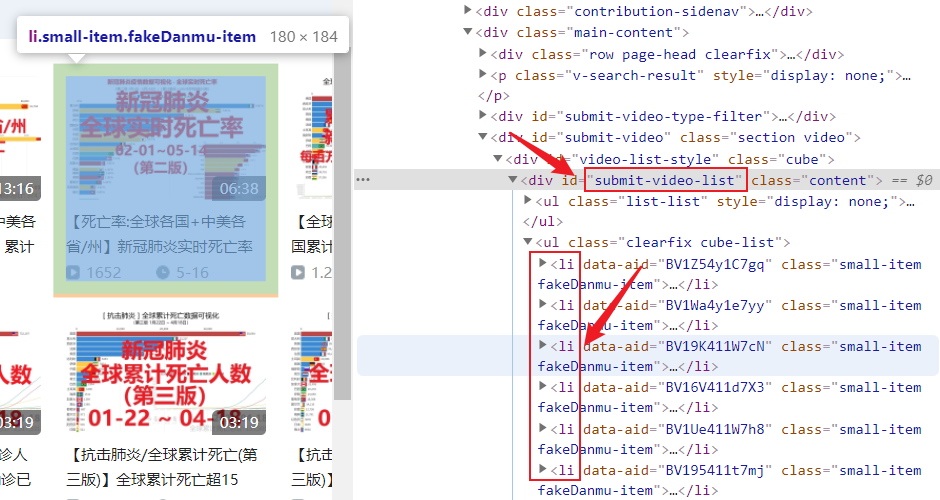 li.small-item.fakeDanmu-item 180 × 184
新冠肺炎
全球实时死亡率
02-01~05-14
(第二版)
06:38
【死亡率:全球各国+中美各
省/州】新冠肺炎实时死亡率
1652 5-16
省/州
13:16
中美各
累计
国累计
1.2
【抗击肺炎】全球累计死亡数据可视化
新冠肺炎
全球累计死亡人数
(第三版)
01-22 ~ 04-18
03:19
03:19
【抗击肺炎/全球累计死亡(第
三版)】全球累计死亡超15
诊人
诊已
<div class="contribution-sidenav">…</div>
<div class="main-content">
<div class="row page-head clearfix">…</div>
<p class="v-search-result" style="display: none;">…
</p>
<div id="submit-video-type-filter">…</div>
<div id="submit-video" class="section video">
<div id="video-list-style" class="cube">
<div id="submit-video-list" class="content"> == $0
<ul class="list-list" style="display: none;">…
</ul>
<ul class="clearfix cube-list">
<li data-aid="BV1Z54y1C7gq" class="small-item
fakeDanmu-item">…</li>
<li data-aid="BV1Wa4y1e7yy" class="small-item
fakeDanmu-item">…</li>
<li data-aid="BV19K411W7cN" class="small-item
fakeDanmu-item">…</li>
<li data-aid="BV16V411d7X3" class="small-item
fakeDanmu-item">…</li>
<li data-aid="BV1Ue411W7h8" class="small-item
fakeDanmu-item">…</li>
<li data-aid="BV195411t7mj" class="small-item
fakeDanmu-item">…</li>